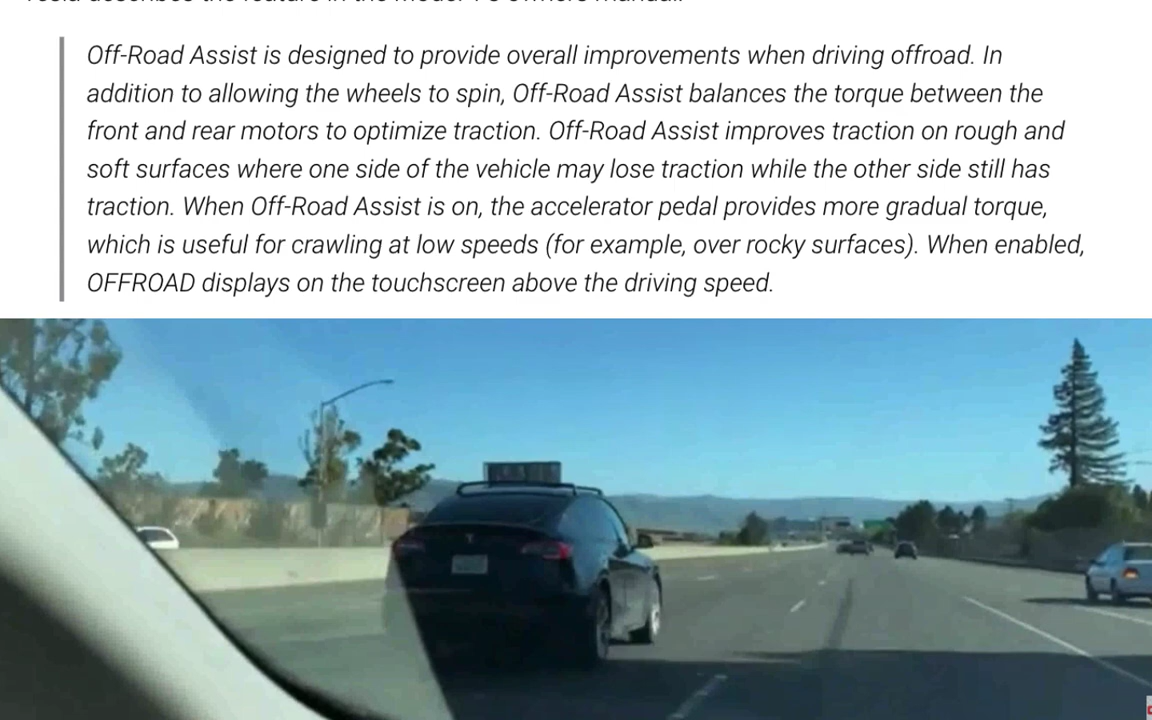 Off-Road Assist is designed to provide overall improvements when driving offroad. In
addition to allowing the wheels to spin, Off-Road Assist balances the torque between the
front and rear motors to optimize traction. Off-Road Assist improves traction on rough and
soft surfaces where one side of the vehicle may lose traction while the other side still has
traction. When Off-Road Assist is on, the accelerator pedal provides more gradual torque,
which is useful for crawling at low speeds (for example, over rocky surfaces). When enabled,
OFFROAD displays on the touchscreen above the driving speed.